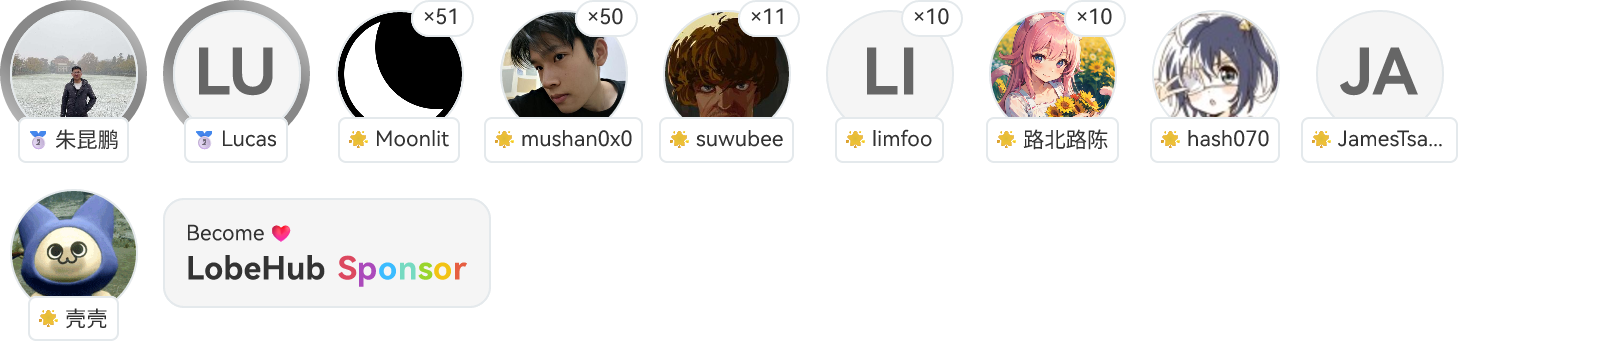 ×51
×50
×11
×10
×10
LU
LI
JA
朱昆鹏
Lucas
Moonlit
mushan0x0
suwubee
limfoo
路北路陈
hash070
JamesTsa...
Become
LobeHub Sponsor
壳壳